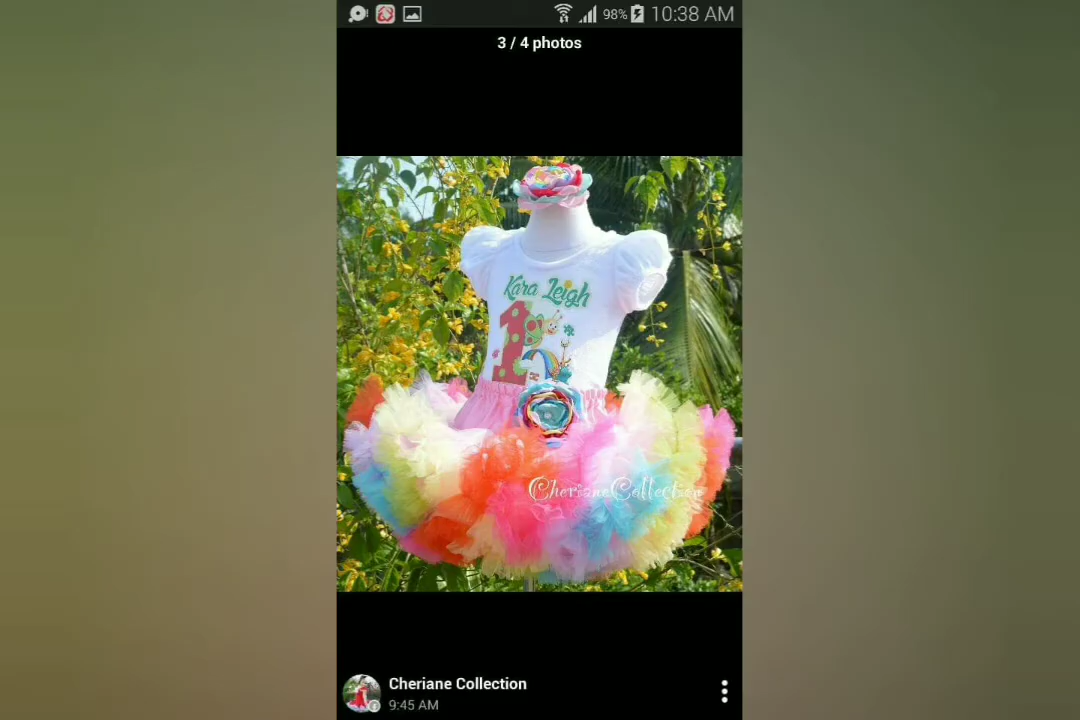 98% 10:38 AM
3 / 4 photos
Kara Leigh
1
CherianeCollection
Cheriane Collection
9:45 AM